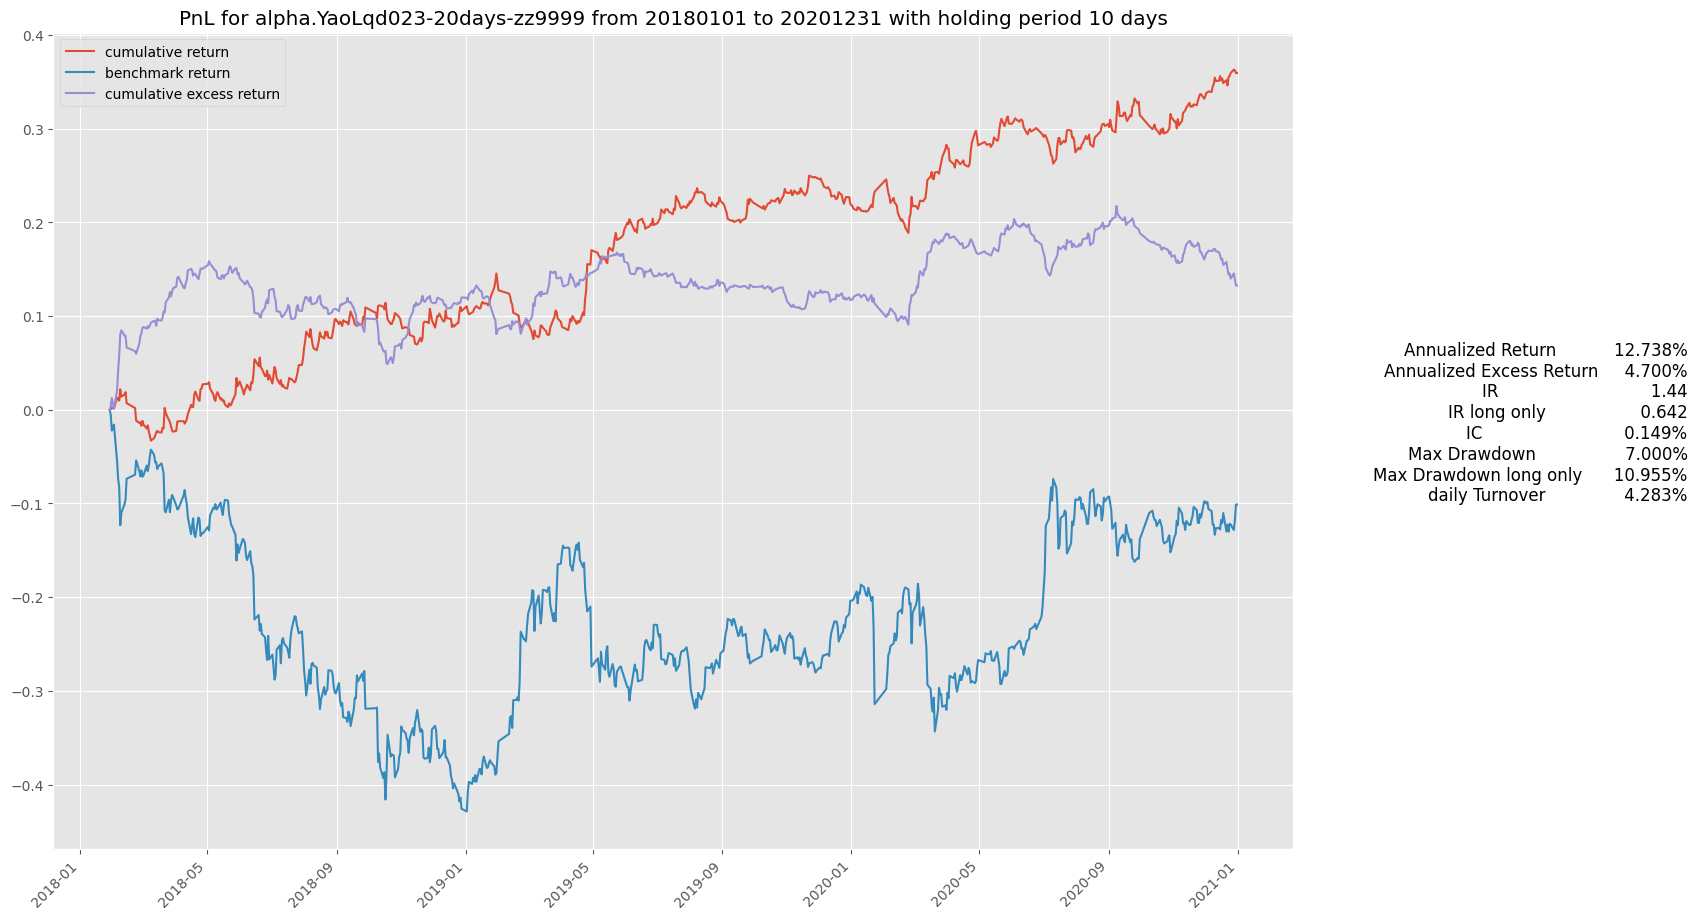 PnL for alpha.YaoLqd023-20days-zz9999 from 20180101 to 20201231 with holding period 10 days
cumulative return
benchmark return
cumulative excess return
0.4
0.3
0.2
0.1
0.0
−0.1
−0.2
−0.3
−0.4
2018-01
2018-05
2018-09
2019-01
2019-05
2019-09
2020-01
2020-05
2020-09
2021-01
Annualized Return 12.738%
Annualized Excess Return 4.700%
IR 1.44
IR long only 0.642
IC 0.149%
Max Drawdown 7.000%
Max Drawdown long only 10.955%
daily Turnover 4.283%